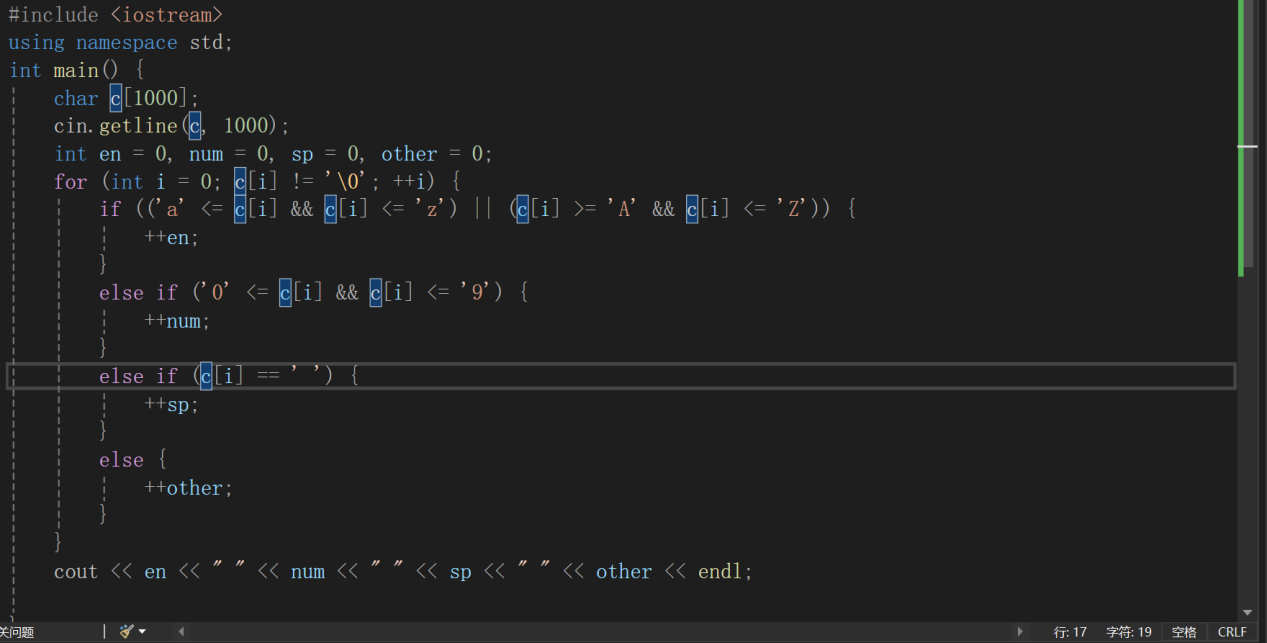 #include <iostream>
using namespace std;
int main() {
    char c[1000];
    cin.getline(c, 1000);
    int en = 0, num = 0, sp = 0, other = 0;
    for (int i = 0; c[i] != '\0'; ++i) {
        if (('a' <= c[i] && c[i] <= 'z') || (c[i] >= 'A' && c[i] <= 'Z')) {
            ++en;
        }
        else if ('0' <= c[i] && c[i] <= '9') {
            ++num;
        }
        else if (c[i] == ' ') {
            ++sp;
        }
        else {
            ++other;
        }
    }
    cout << en << " " << num << " " << sp << " " << other << endl;
}
关问题 行: 17 字符: 19 空格 CRLF